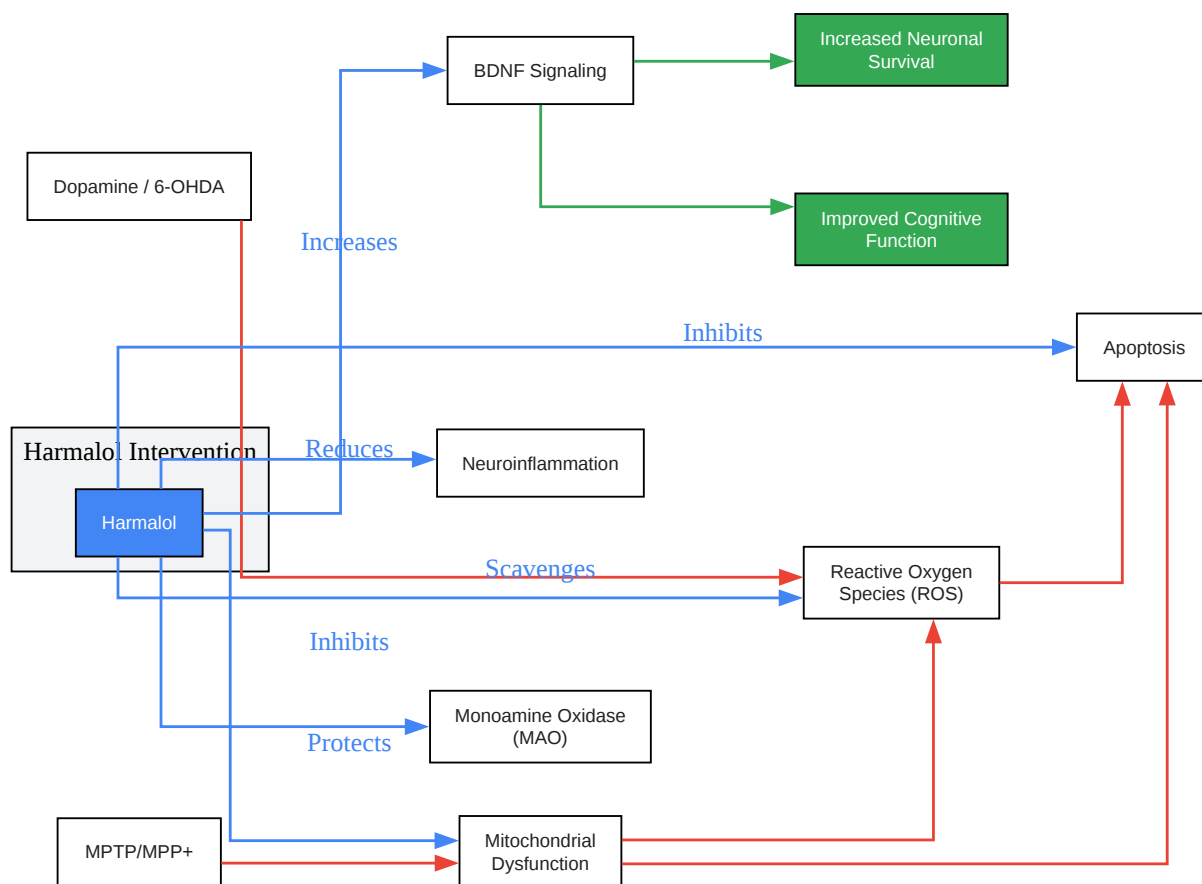 Increased Neuronal
Survival
BDNF Signaling
Dopamine / 6-OHDA
Improved Cognitive
Function
Increases
Inhibits
Apoptosis
Harmalol Intervention
Reduces
Neuroinflammation
Harmalol
Scavenges
Reactive Oxygen
Species (ROS)
Inhibits
Monoamine Oxidase
(MAO)
Protects
MPTP/MPP+
Mitochondrial
Dysfunction